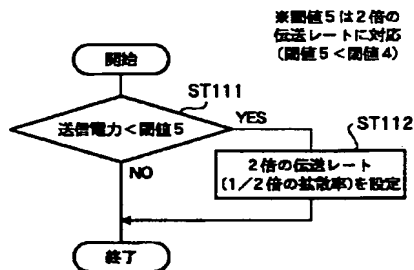 ※閾値5は2倍の
伝送レートに対応
(閾値5<閾値4)
開始
ST111
送信電力<閾値5
YES
ST112
NO
2倍の伝送レート
(1/2倍の拡散率)を設定
終了